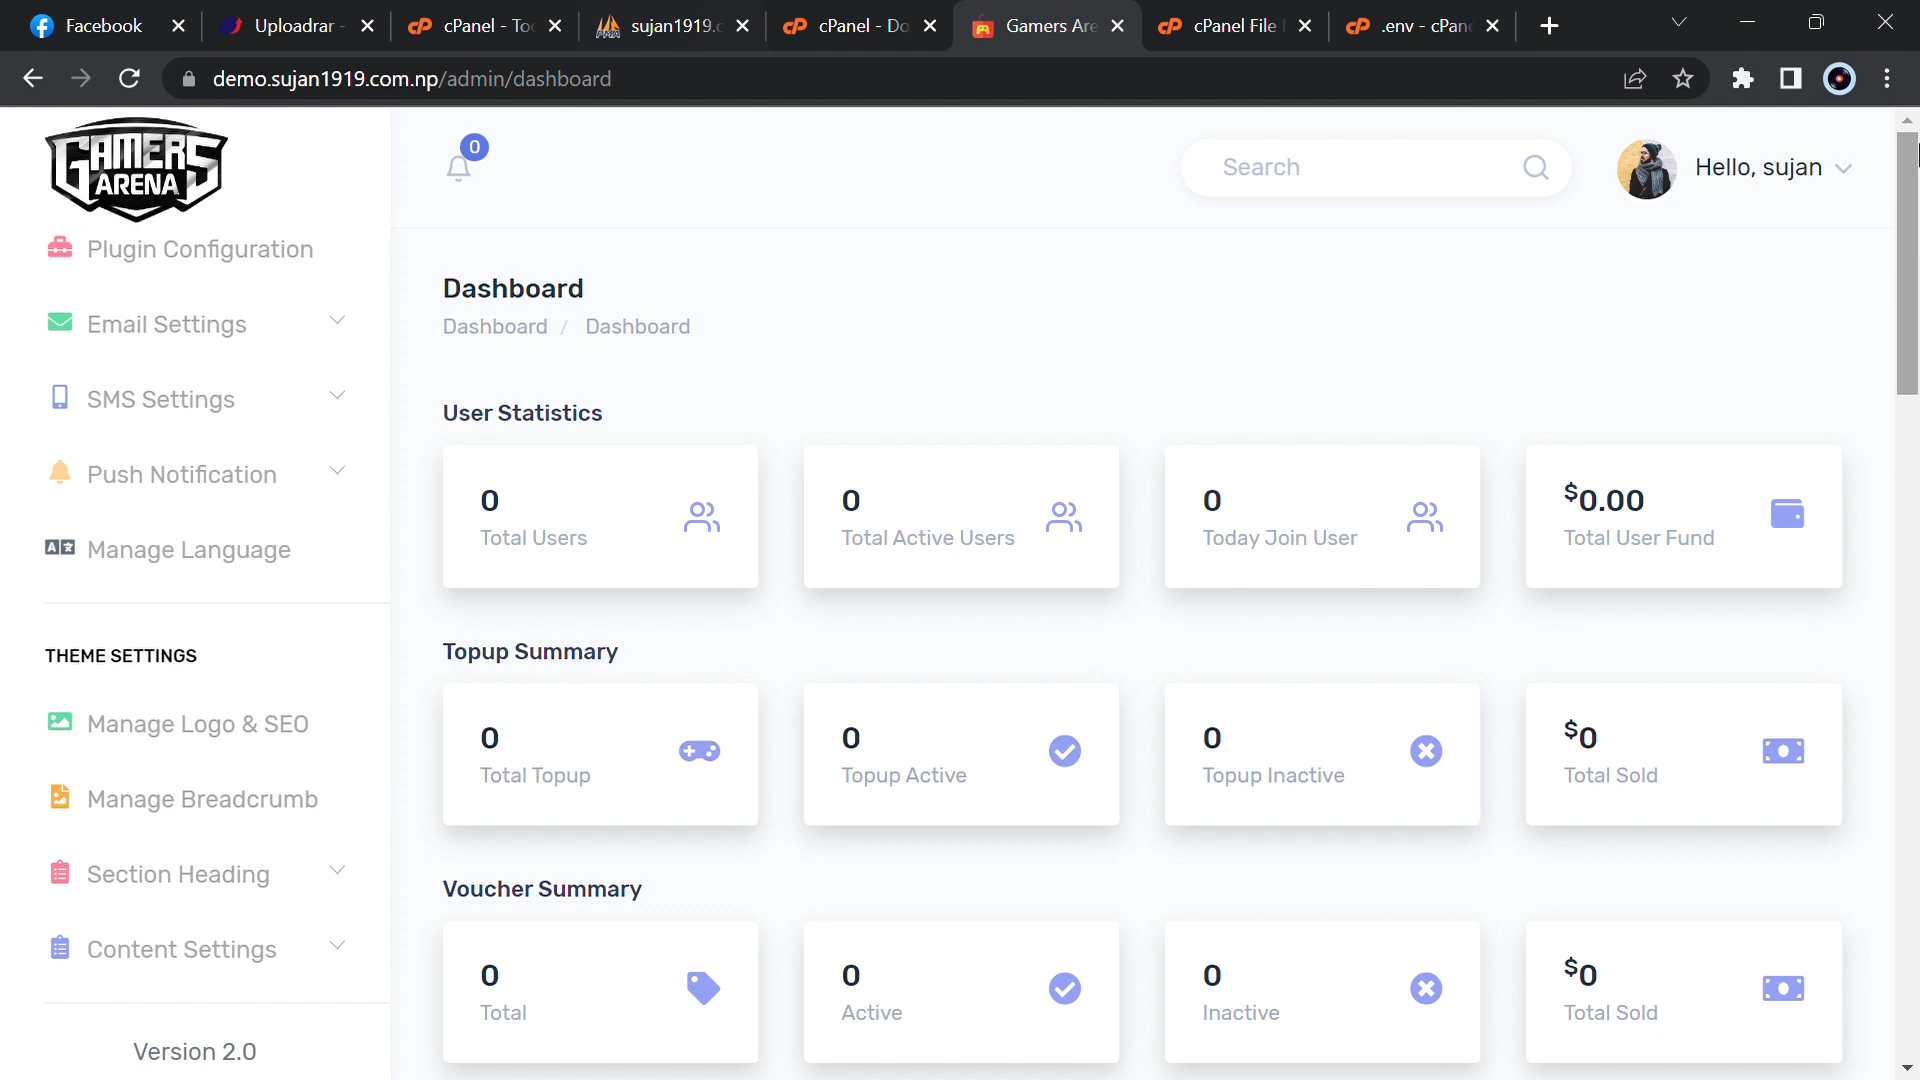 Facebook
Uploadrar -
cPanel - Too
sujan1919.c
cPanel - Do
Gamers Are
cPanel File
.env - cPane
demo.sujan1919.com.np/admin/dashboard
GAMERS
ARENA
0
Search
Hello, sujan
Plugin Configuration
Email Settings
SMS Settings
Push Notification
Manage Language
THEME SETTINGS
Manage Logo & SEO
Manage Breadcrumb
Section Heading
Content Settings
Version 2.0
Dashboard
Dashboard / Dashboard
User Statistics
0
Total Users
0
Total Active Users
0
Today Join User
$0.00
Total User Fund
Topup Summary
0
Total Topup
0
Topup Active
0
Topup Inactive
$0
Total Sold
Voucher Summary
0
Total
0
Active
0
Inactive
$0
Total Sold